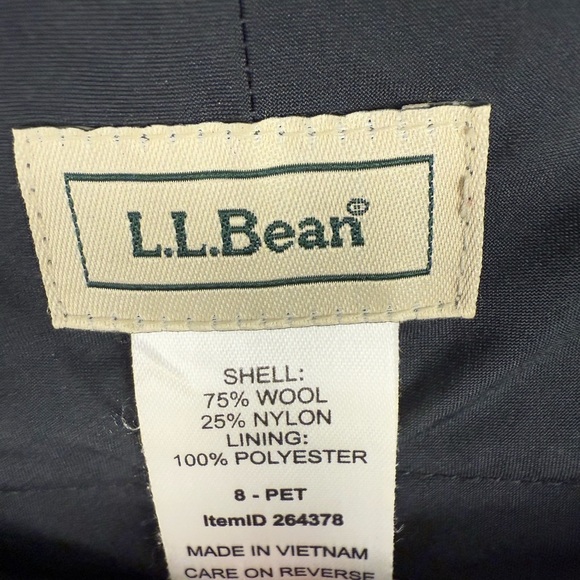 L.L.Bean®
SHELL:
75% WOOL
25% NYLON
LINING:
100% POLYESTER
8 - PET
ItemID 264378
MADE IN VIETNAM
CARE ON REVERSE